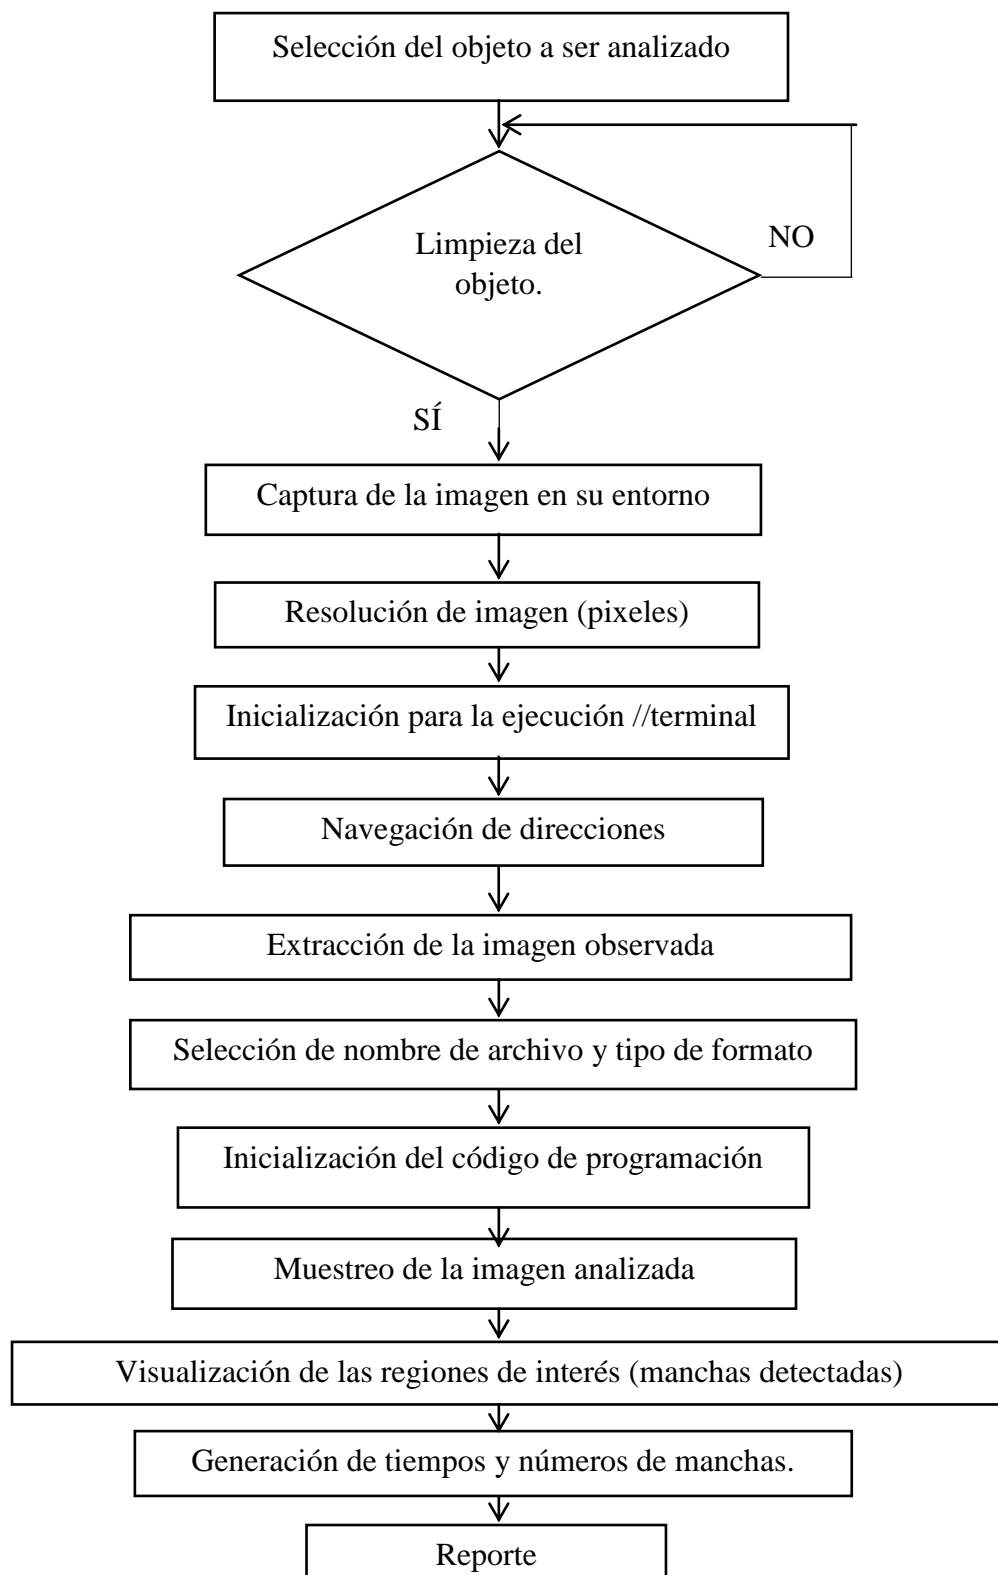 Selección del objeto a ser analizado
Limpieza del
objeto.
NO
SÍ
Captura de la imagen en su entorno
Resolución de imagen (pixeles)
Inicialización para la ejecución //terminal
Navegación de direcciones
Extracción de la imagen observada
Selección de nombre de archivo y tipo de formato
Inicialización del código de programación
Muestreo de la imagen analizada
Visualización de las regiones de interés (manchas detectadas)
Generación de tiempos y números de manchas.
Reporte